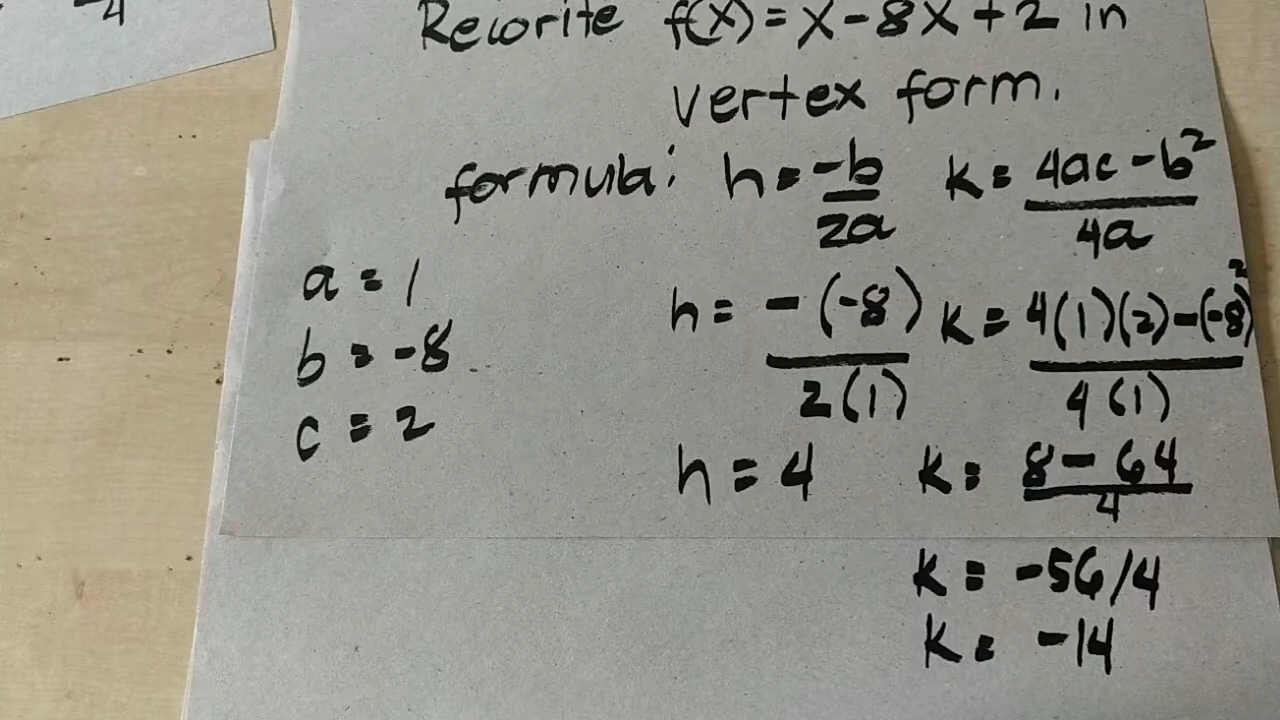 -4
Rewrite f(x) = x - 8x + 2 in
vertex form.
formula: h = -b/2a k = 4ac - b²/4a
a = 1
b = -8
c = 2
h = -(-8)/2(1) k = 4(1)(2) - (-8)²/4(1)
h = 4 k = 8 - 64/4
k = -56/4
k = -14